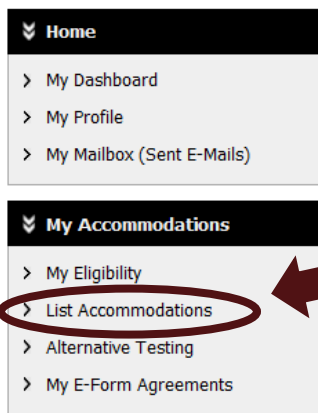 Home
My Dashboard
My Profile
My Mailbox (Sent E-Mails)
My Accommodations
My Eligibility
List Accommodations
Alternative Testing
My E-Form Agreements